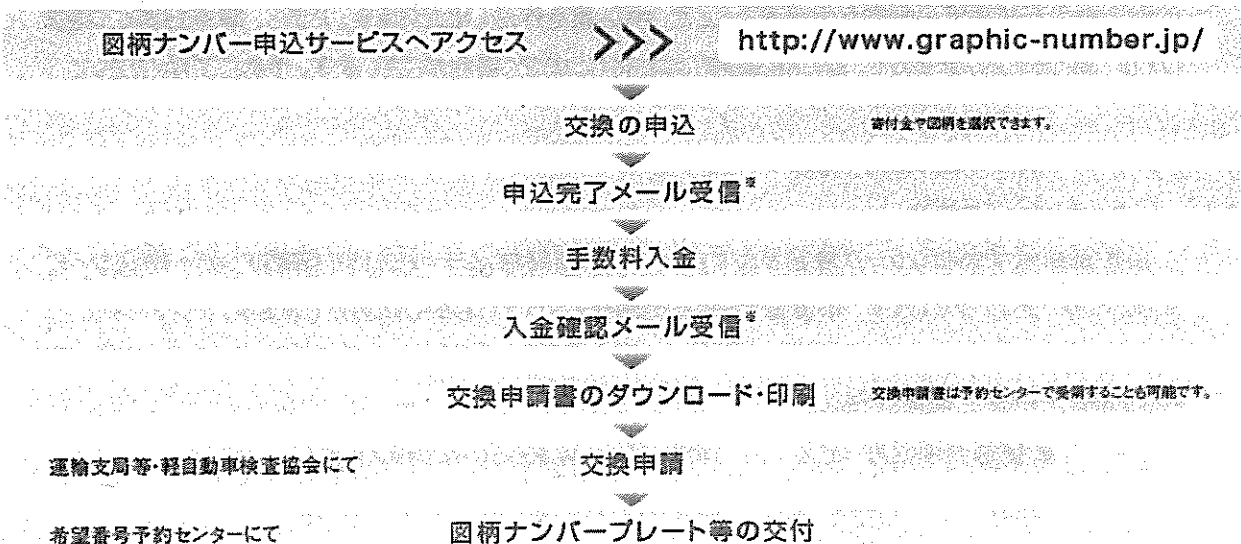 図柄ナンバー申込サービスへアクセス >>> http://www.graphic-number.jp/
交換の申込 寄付金や図柄を選択できます。
申込完了メール受信※
手数料入金
入金確認メール受信※
交換申請書のダウンロード・印刷 交換申請書は予約センターで受領することも可能です。
運輸支局等・軽自動車検査協会にて 交換申請
希望番号予約センターにて 図柄ナンバープレート等の交付